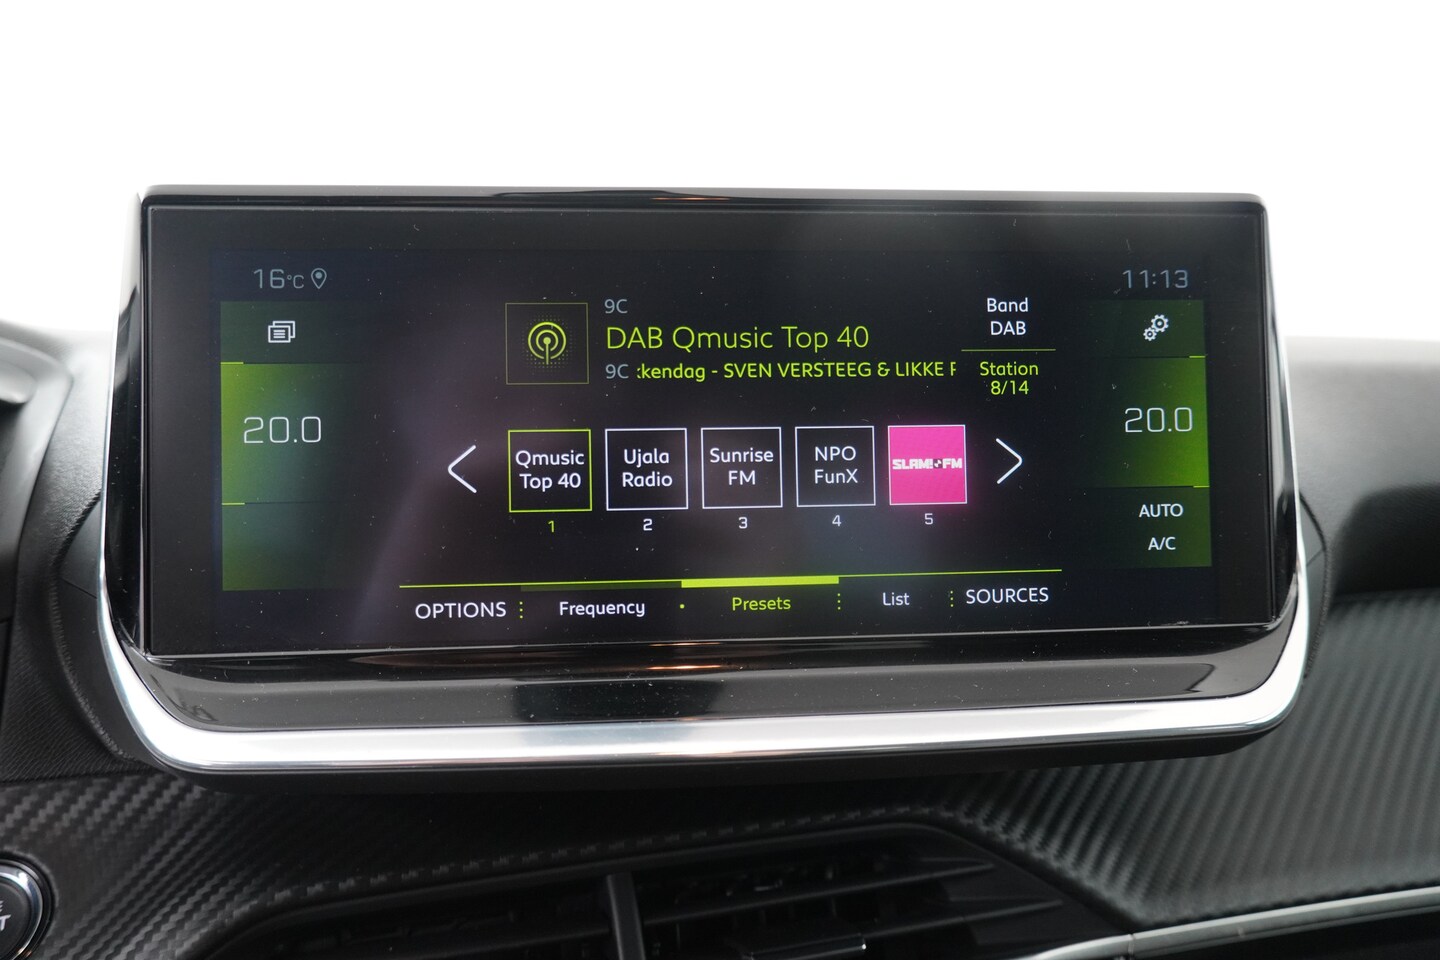 16°C
11:13
9C
DAB Qmusic Top 40
9C kendag - SVEN VERSTEEG & LIKKE
Band
DAB
Station
8/14
20.0
20.0
Qmusic
Top 40
Ujala
Radio
Sunrise
FM
NPO
FunX
SLAM! FM
1
2
3
4
5
AUTO
A/C
OPTIONS
Frequency
Presets
List
SOURCES